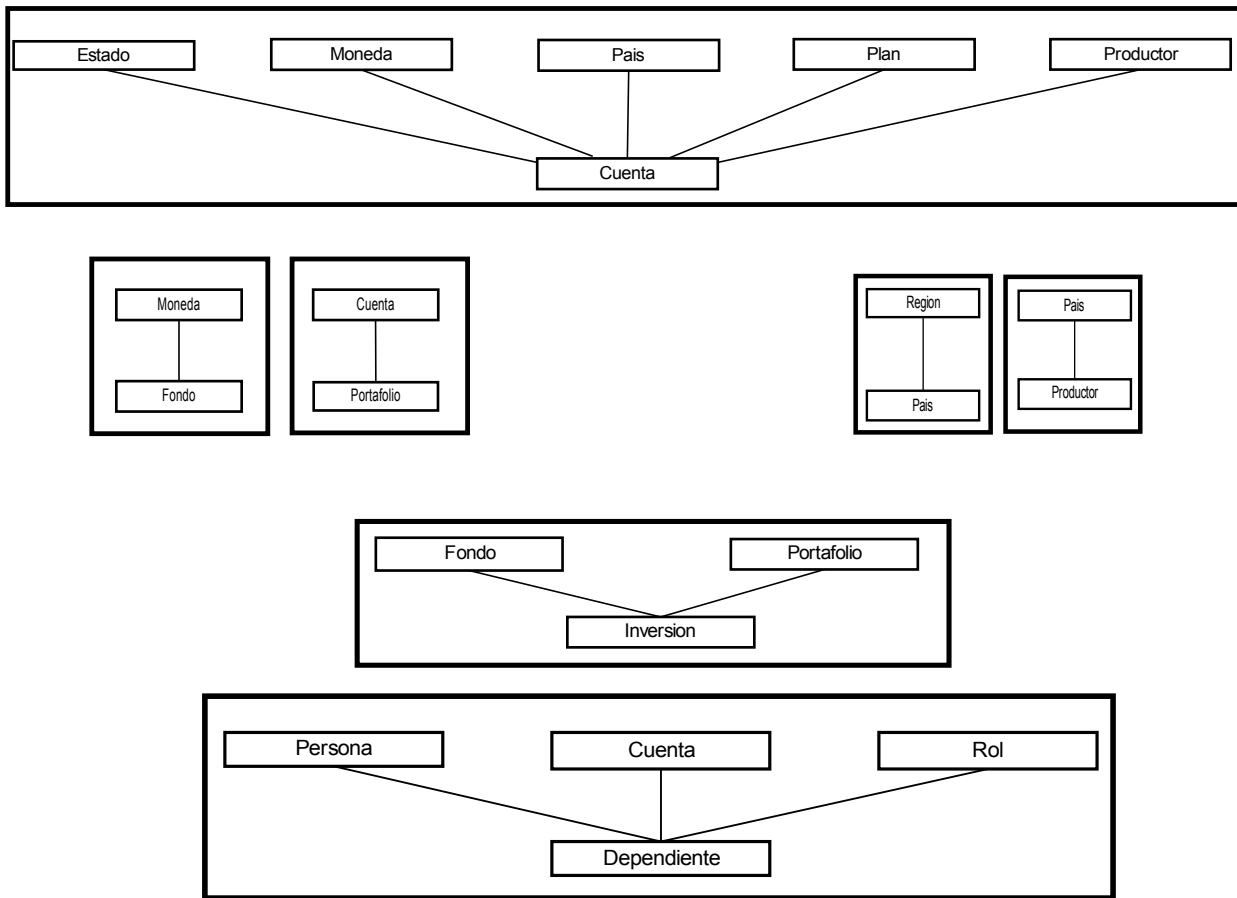 Estado
Moneda
Pais
Plan
Productor
Cuenta
Moneda
Cuenta
Region
Pais
Fondo
Portafolio
Pais
Productor
Fondo
Portafolio
Inversion
Persona
Cuenta
Rol
Dependiente